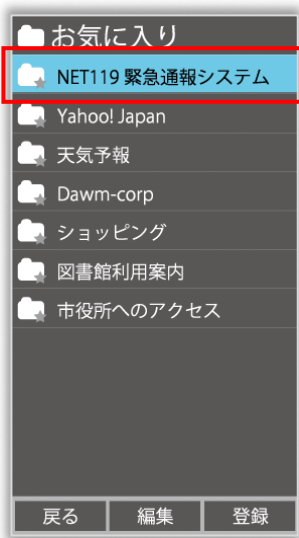 お気に入り
NET119 緊急通報システム
Yahoo! Japan
天気予報
Dawm-corp
ショッピング
図書館利用案内
市役所へのアクセス
戻る 編集 登録